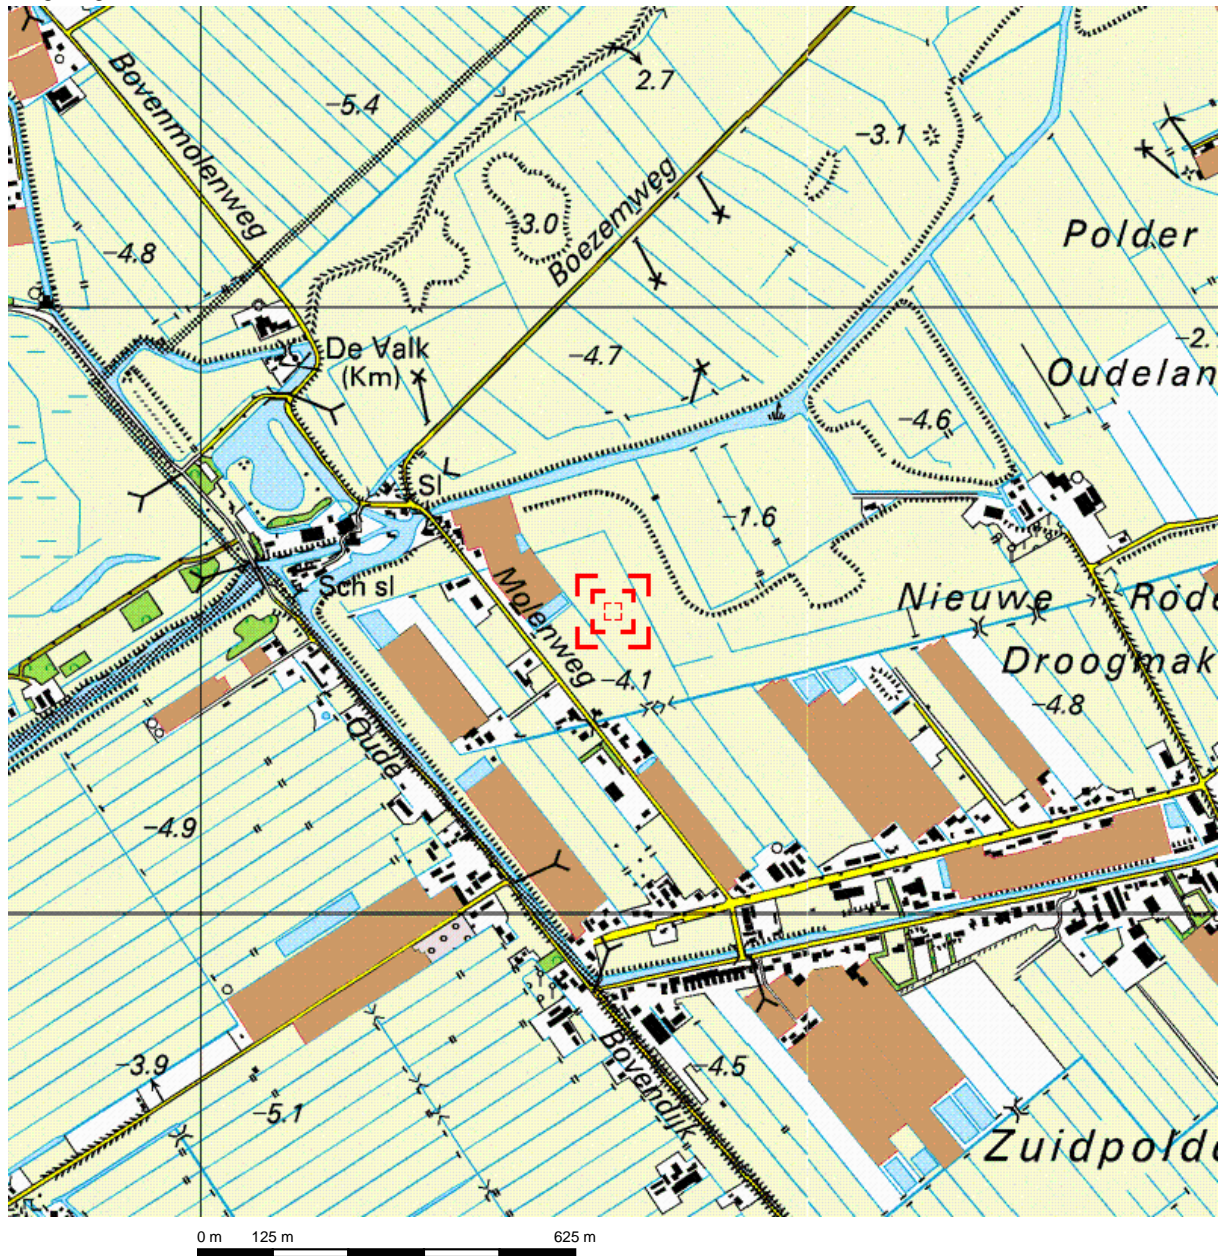 Bovenmolenweg
-5.4
2.7
-3.1
-4.8
-3.0
Boezemweg
Polder
De Valk
(Km)
-4.7
-2.
Oudelan
-4.6
Sl
-1.6
Sch sl
Molenweg
Nieuwe
Rode
-4.1
Droogmak
-4.8
Oude
-4.9
-3.9
-5.1
Bovendijk
-4.5
Zuidpolde
0 m
125 m
625 m